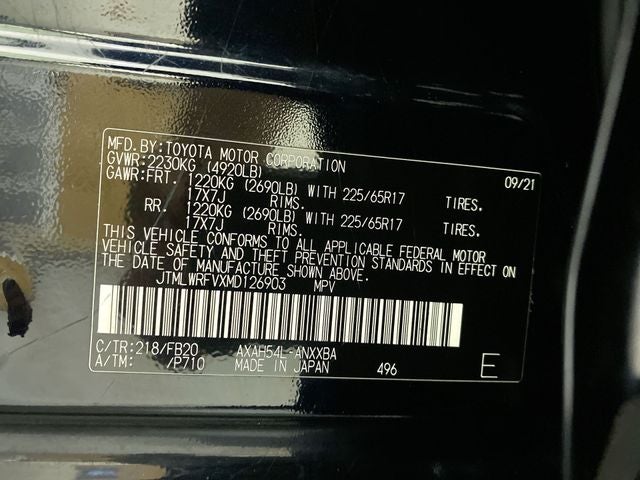 MFD.BY:TOYOTA MOTOR CORPORATION 09/21
GVWR:2230KG (4920LB)
GAWR:FRT. 1220KG (2690LB) WITH 225/65R17 TIRES,
17X7J RIMS.
RR. 1220KG (2690LB) WITH 225/65R17 TIRES,
17X7J RIMS.
THIS VEHICLE CONFORMS TO ALL APPLICABLE FEDERAL MOTOR
VEHICLE SAFETY AND THEFT PREVENTION STANDARDS IN EFFECT ON
THE DATE OF MANUFACTURE SHOWN ABOVE.
JTMLWRFVXMD126903 MPV
C/TR:218/FB20 AXAH54L-ANXXBA
A/TM: /P710 MADE IN JAPAN 496 E